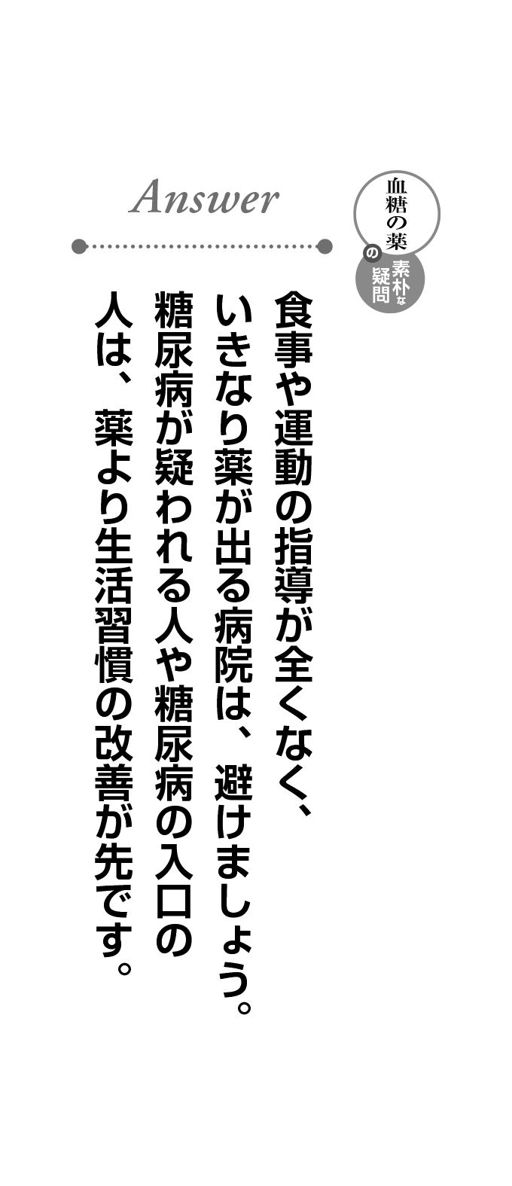 血糖の薬
の
素朴な
疑問
Answer
食事や運動の指導が全くなく、
いきなり薬が出る病院は、避けましょう。
糖尿病が疑われる人や糖尿病の入口の
人は、薬より生活習慣の改善が先です。